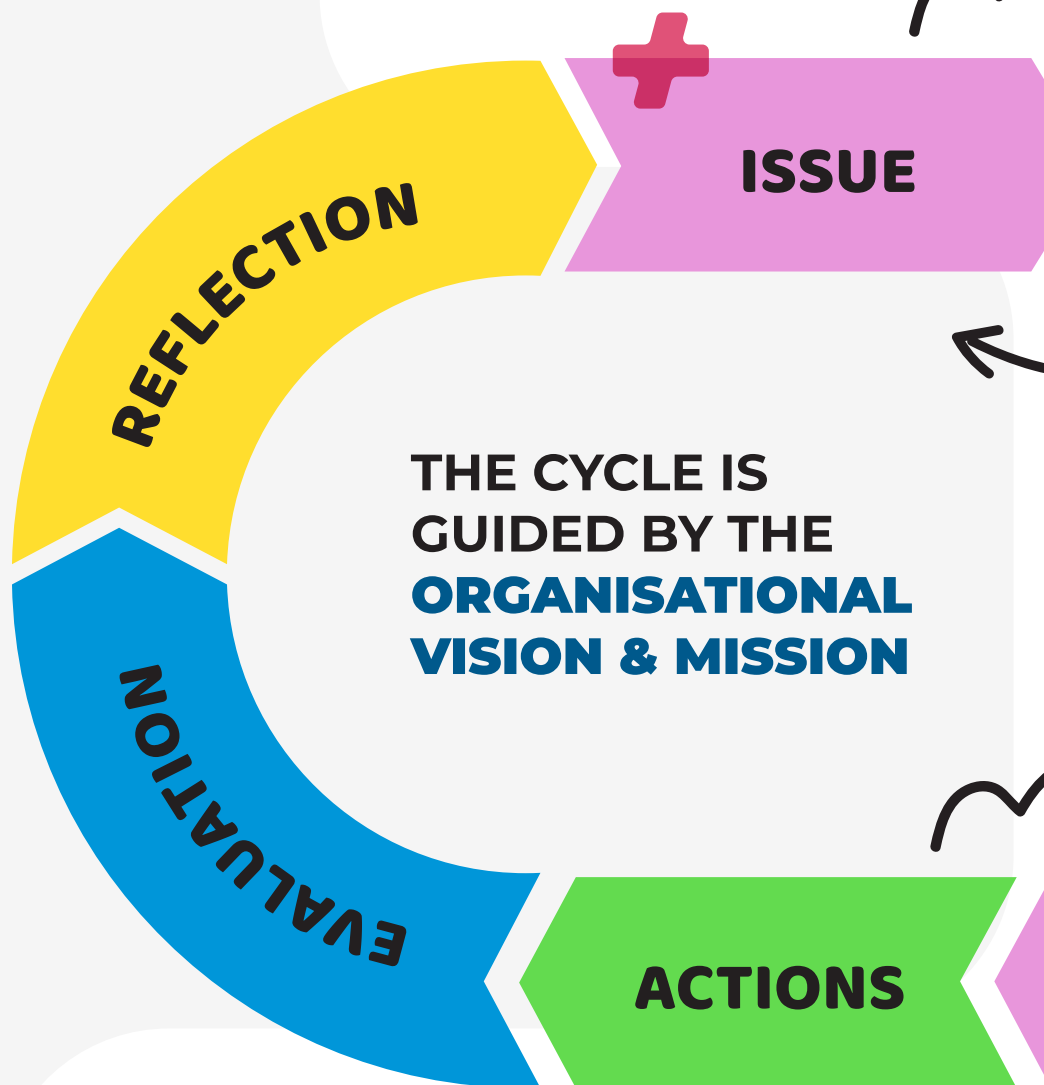 REFLECTION
ISSUE
THE CYCLE IS
GUIDED BY THE
ORGANISATIONAL
VISION & MISSION
EVALUATION
ACTIONS